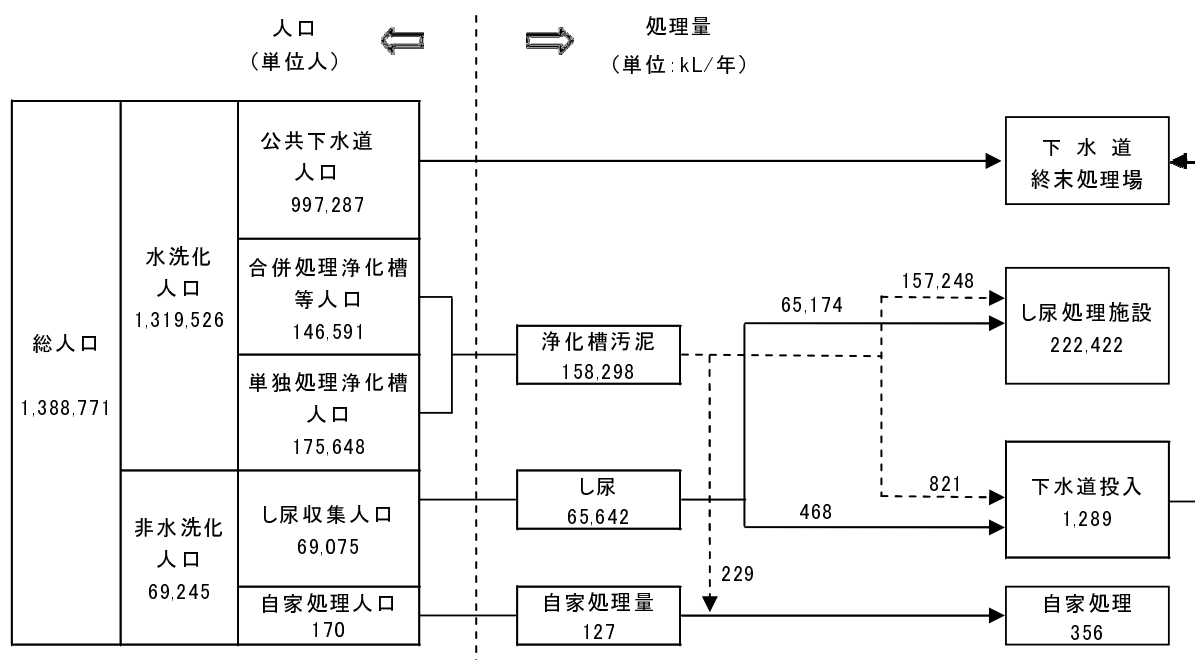 人口
(単位人)
処理量
(単位:kL/年)
総人口
1,388,771
水洗化
人口
1,319,526
非水洗化
人口
69,245
公共下水道
人口
997,287
合併処理浄化槽
等人口
146,591
単独処理浄化槽
人口
175,648
し尿収集人口
69,075
自家処理人口
170
浄化槽汚泥
158,298
し尿
65,642
自家処理量
127
65,174
157,248
821
468
229
下水道
終末処理場
し尿処理施設
222,422
下水道投入
1,289
自家処理
356